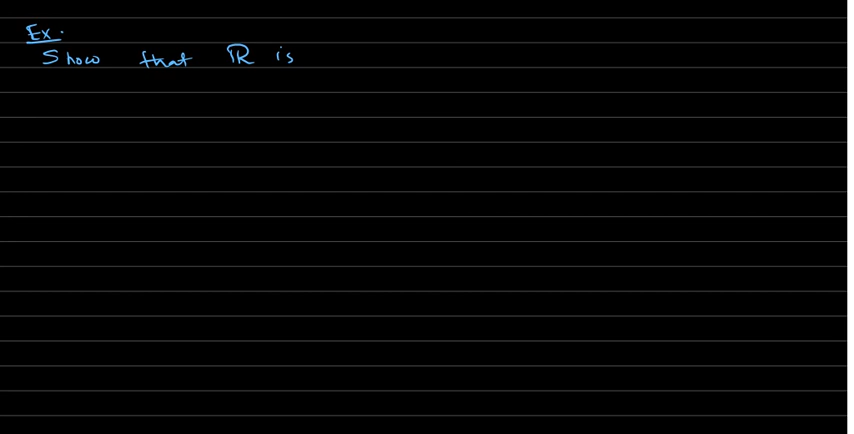 Ex.
Show that ℝ is